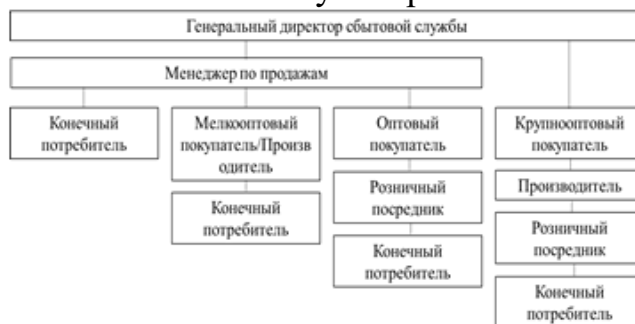 Генеральный директор сбытовой службы
Менеджер по продажам
Конечный
потребитель
Мелкооптовый
покупатель/Произв
одитель
Конечный
потребитель
Оптовый
покупатель
Розничный
посредник
Конечный
потребитель
Крупнооптовый
покупатель
Производитель
Розничный
посредник
Конечный
потребитель